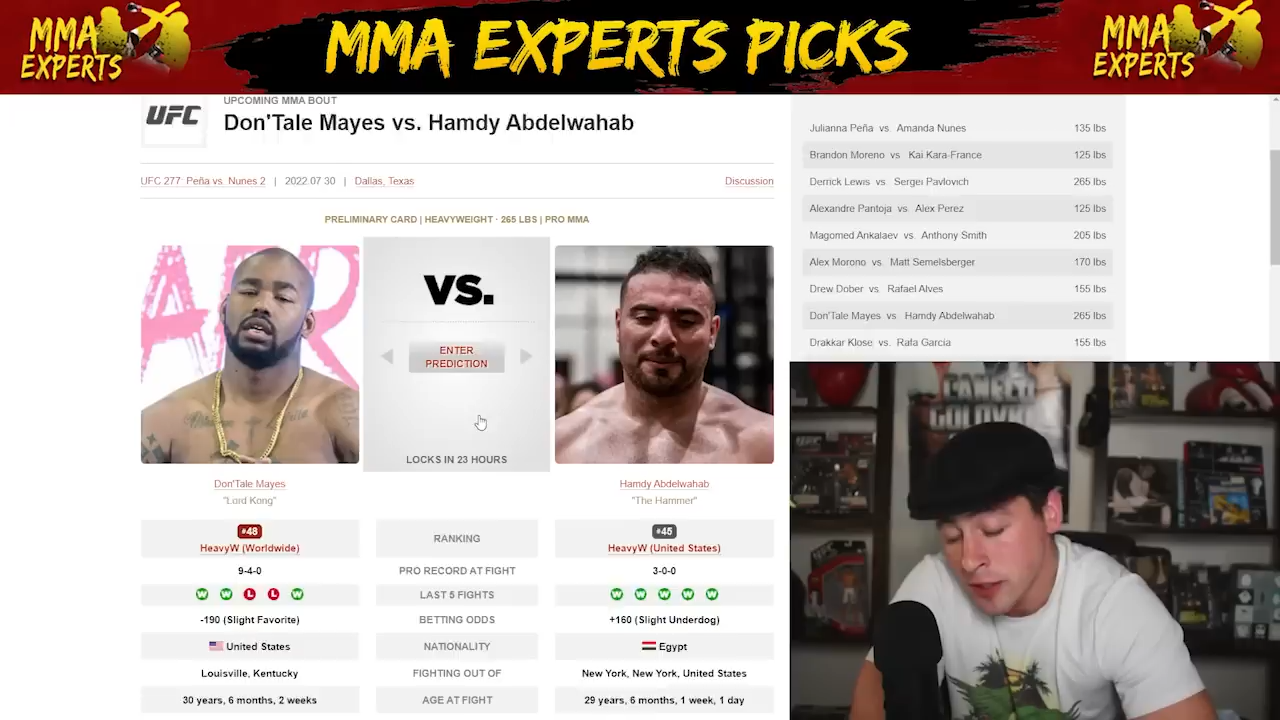 MMA EXPERTS
MMA EXPERTS PICKS
MMA EXPERTS
UFC
UPCOMING MMA BOUT
Don'Tale Mayes vs. Hamdy Abdelwahab
UFC 277: Peña vs. Nunes 2 | 2022.07.30 | Dallas, Texas
Discussion
PRELIMINARY CARD | HEAVYWEIGHT · 265 LBS | PRO MMA
VS.
ENTER
PREDICTION
LOCKS IN 23 HOURS
Don'Tale Mayes
"Lord Kong"
Hamdy Abdelwahab
"The Hammer"
#48
HeavyW (Worldwide)
RANKING
#45
HeavyW (United States)
9-4-0 PRO RECORD AT FIGHT 3-0-0
W W L L W LAST 5 FIGHTS W W W W W
-190 (Slight Favorite) BETTING ODDS +160 (Slight Underdog)
United States NATIONALITY Egypt
Louisville, Kentucky FIGHTING OUT OF New York, New York, United States
30 years, 6 months, 2 weeks AGE AT FIGHT 29 years, 6 months, 1 week, 1 day
Julianna Peña vs. Amanda Nunes 135 lbs
Brandon Moreno vs Kai Kara-France 125 lbs
Derrick Lewis vs Sergei Pavlovich 265 lbs
Alexandre Pantoja vs Alex Perez 125 lbs
Magomed Ankalaev vs. Anthony Smith 205 lbs
Alex Morono vs Matt Semelsberger 170 lbs
Drew Dober vs Rafael Alves 155 lbs
Don'Tale Mayes vs Hamdy Abdelwahab 265 lbs
Drakkar Klose vs Rafa Garcia 155 lbs
CANELO
GOLOVKIN